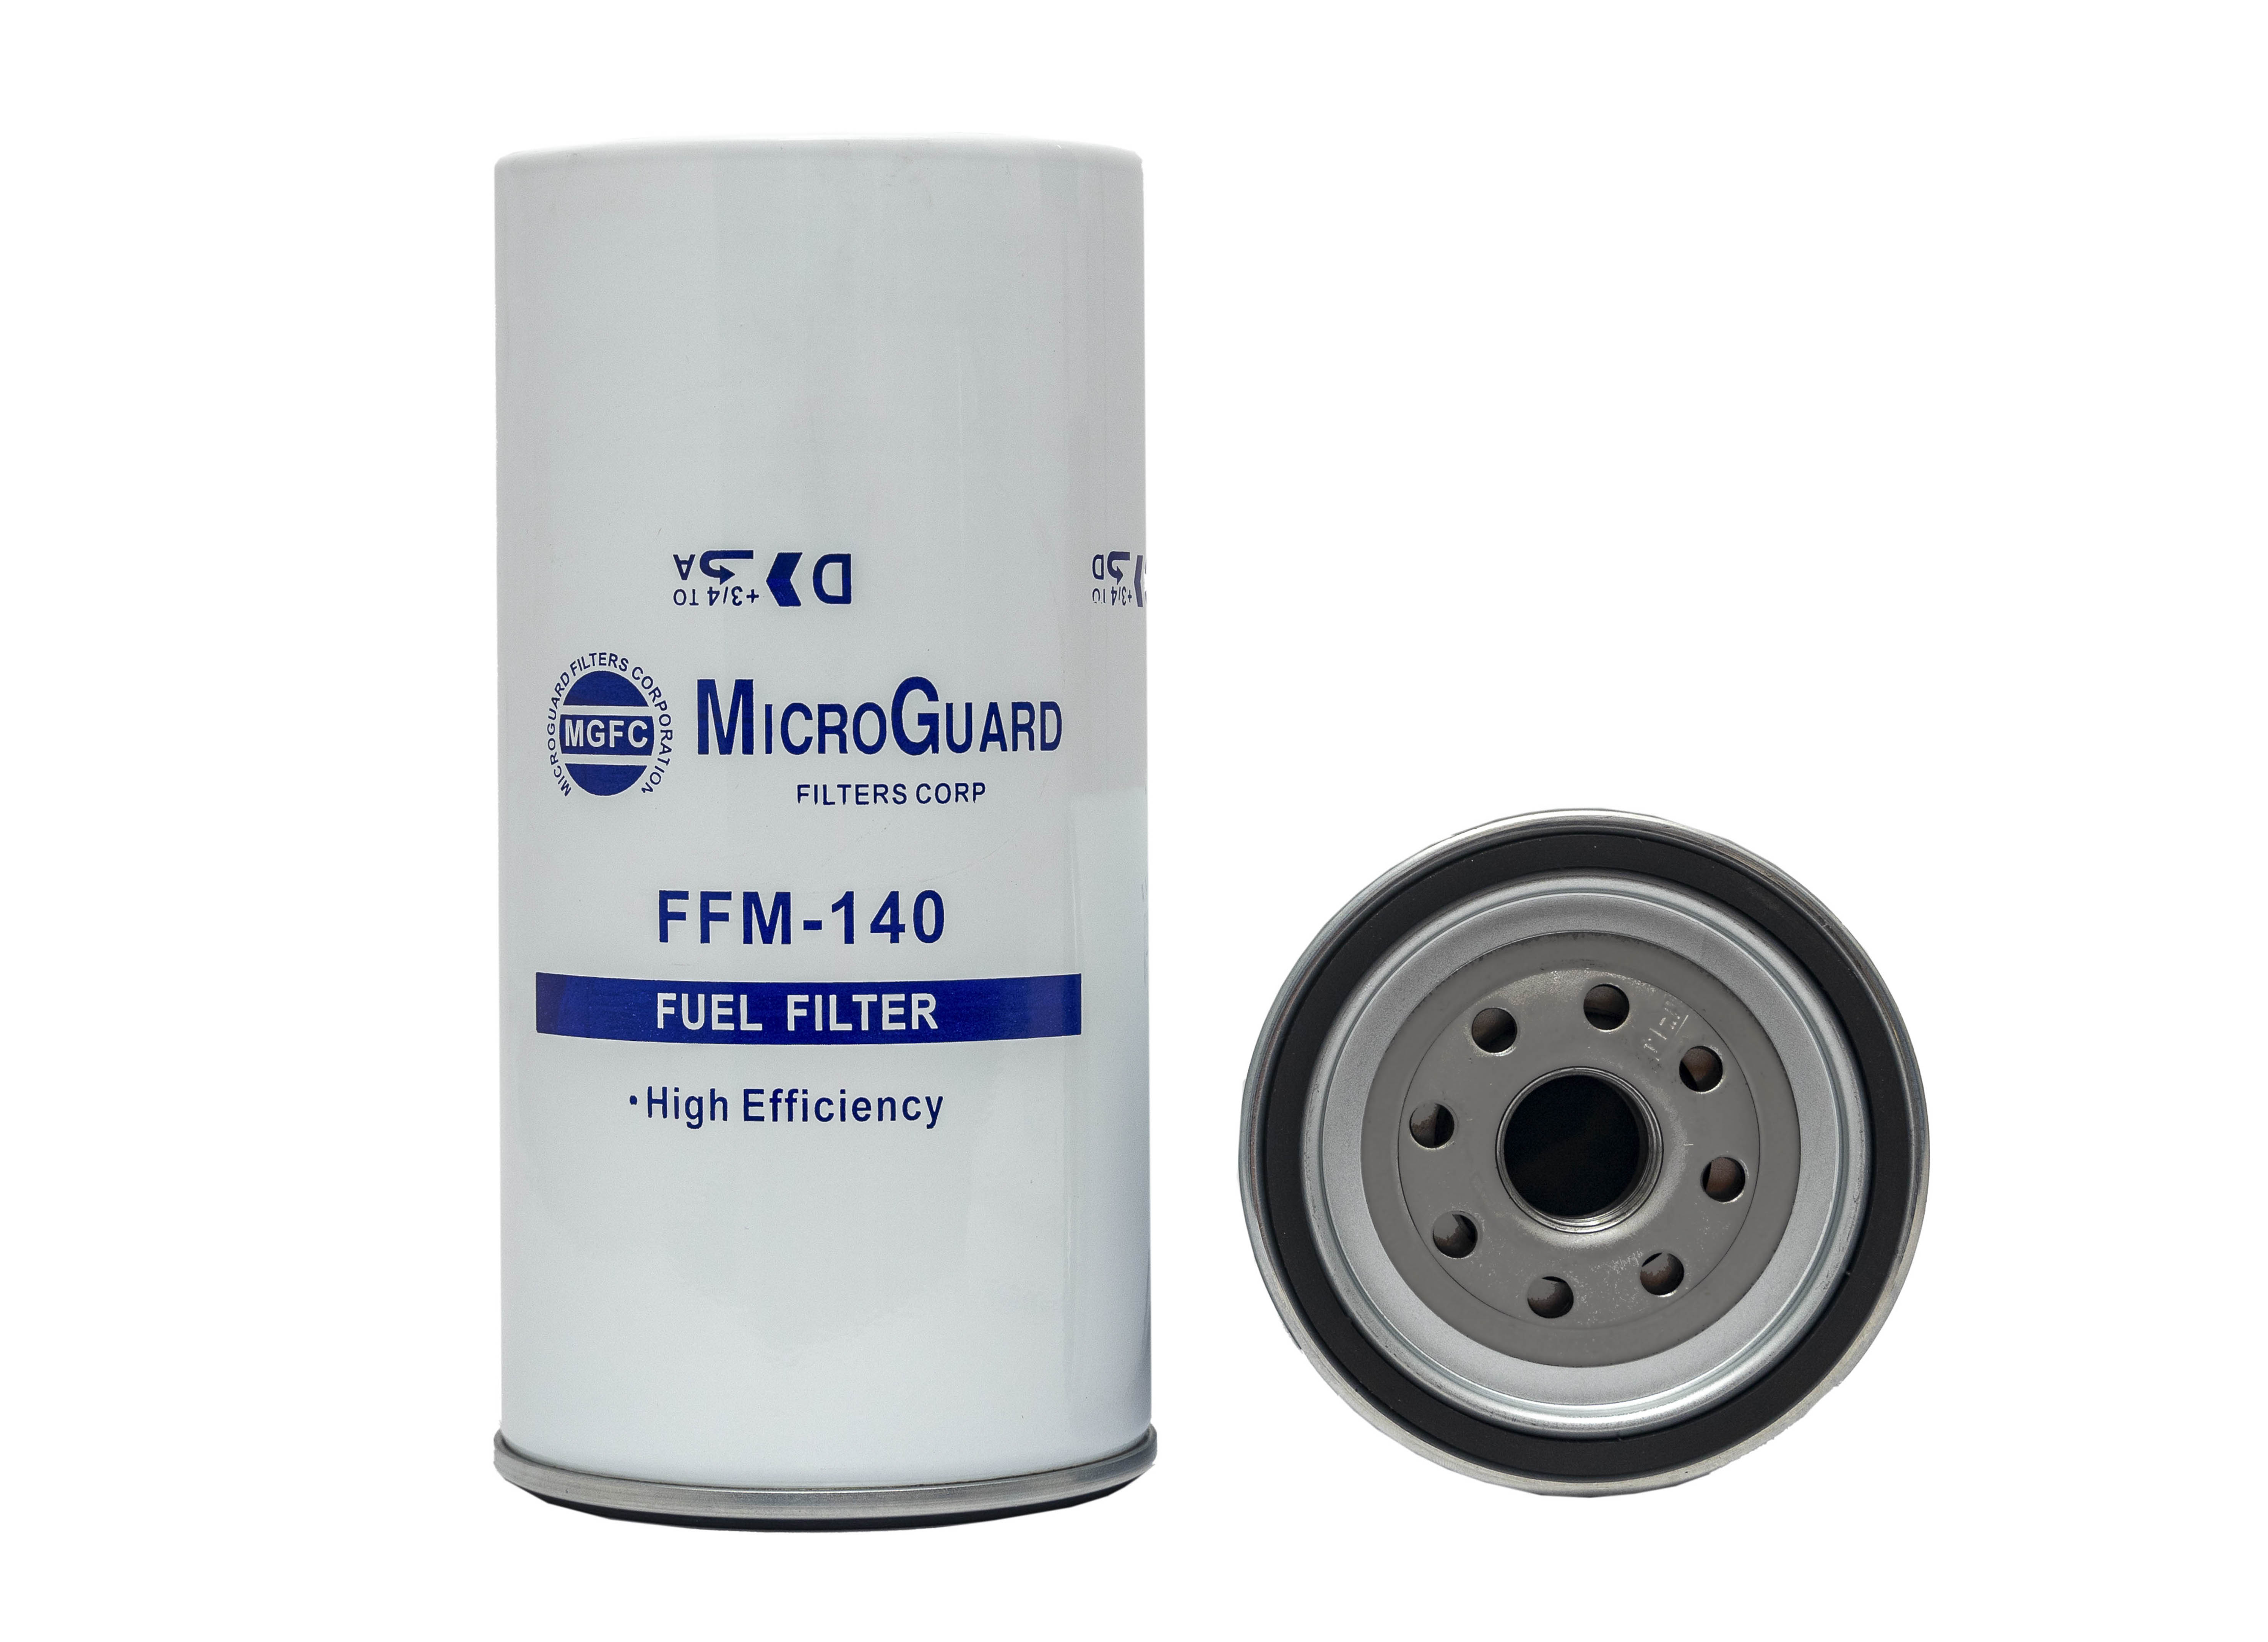 D A
+3/4 TO
D
+3/4 TO
MICROGUARD FILTERS CORPORATION
MGFC
MICROGUARD
FILTERS CORP
FFM-140
FUEL FILTER
•High Efficiency